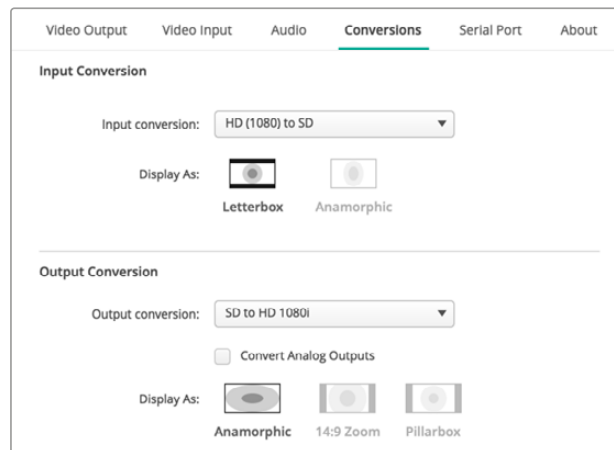 Video Output Video Input Audio Conversions Serial Port About
Input Conversion
Input conversion: HD (1080) to SD
Display As:
Letterbox Anamorphic
Output Conversion
Output conversion: SD to HD 1080i
Convert Analog Outputs
Display As:
Anamorphic 14:9 Zoom Pillarbox